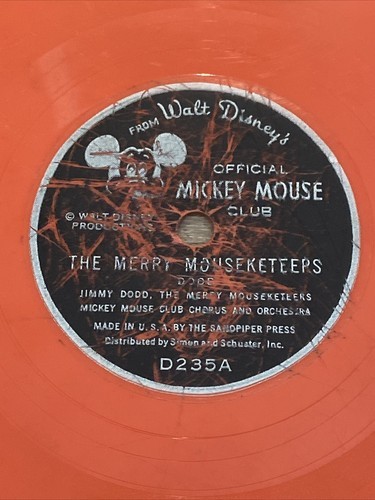 FROM Walt Disney's
OFFICIAL
MICKEY MOUSE
CLUB
© WALT DISNEY
PRODUCTIONS
THE MERRY MOUSEKETEERS
DODD
JIMMY DODD, THE MERRY MOUSEKETEERS
MICKEY MOUSE CLUB CHORUS AND ORCHESTRA
MADE IN U.S.A. BY THE SANDPIPER PRESS
Distributed by Simon and Schuster, Inc.
D235A